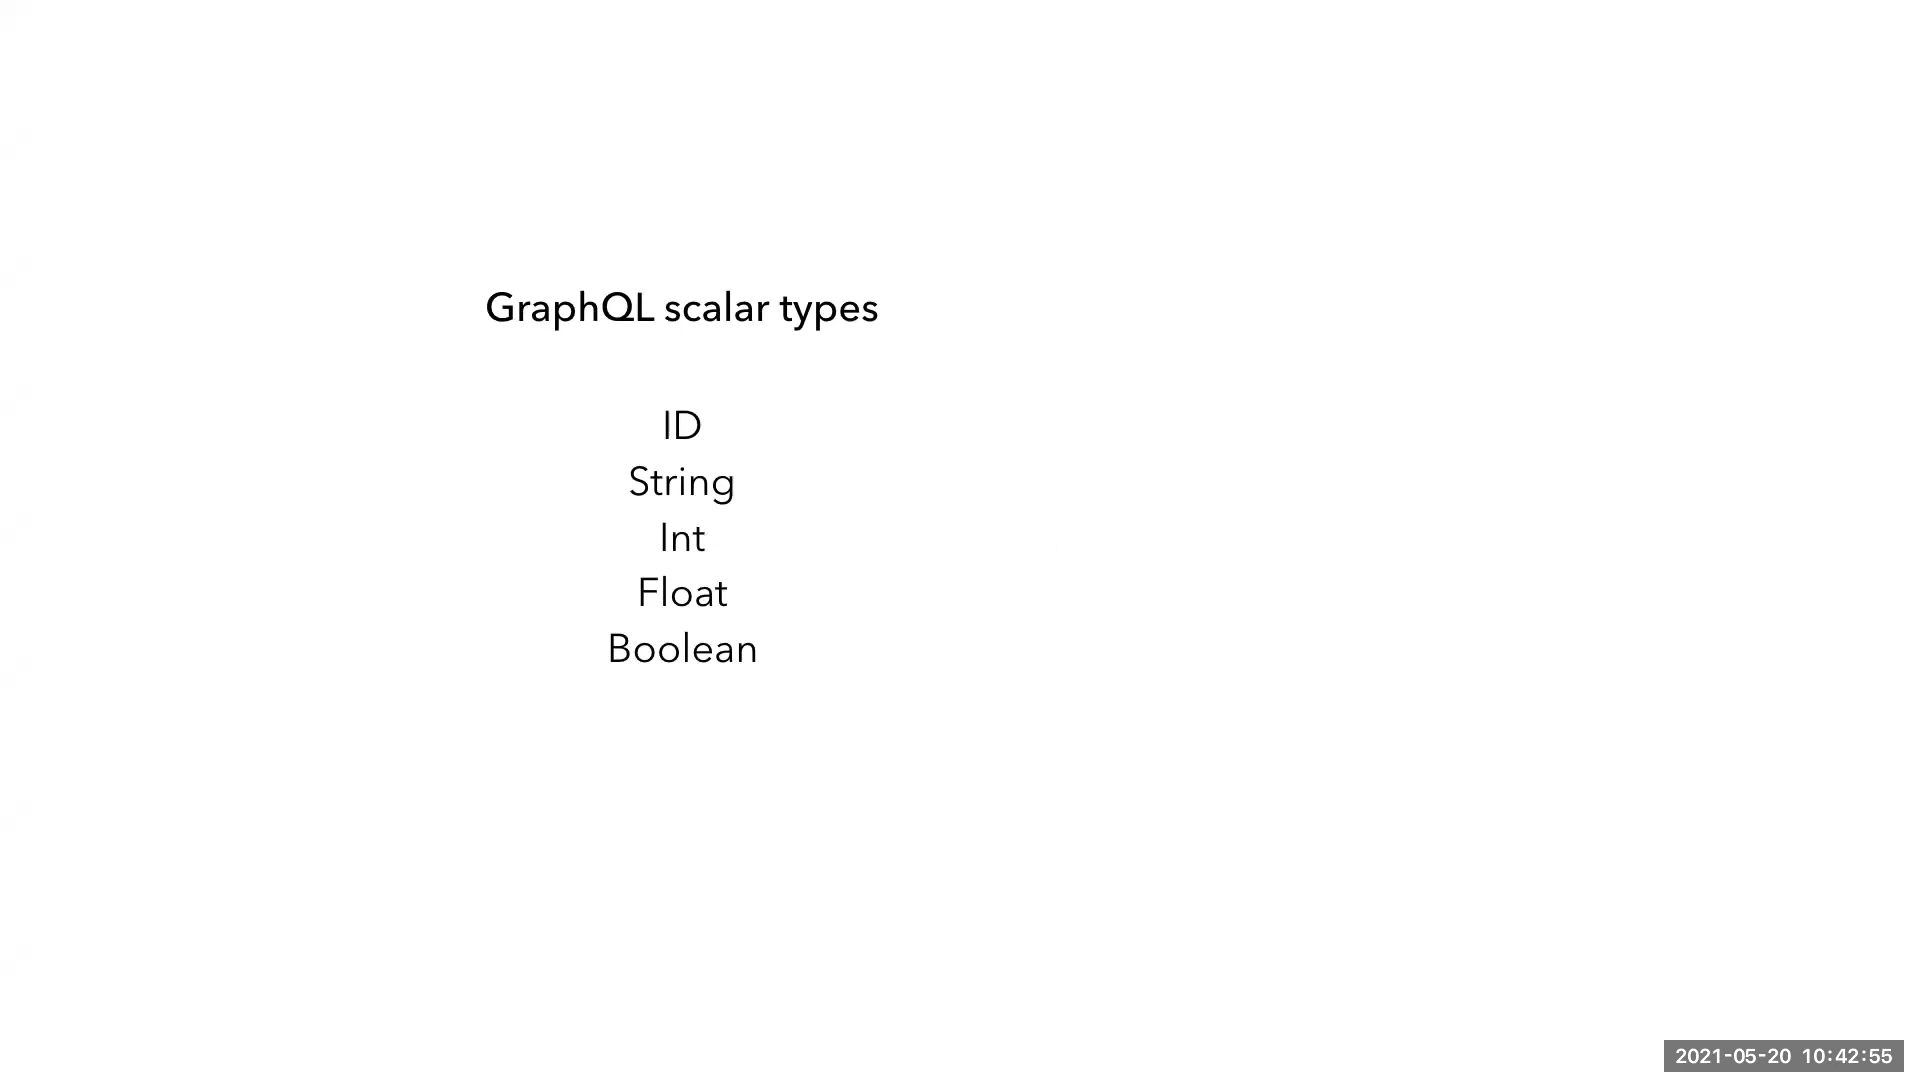 GraphQL scalar types
ID
String
Int
Float
Boolean
2021-05-20 10:42:55